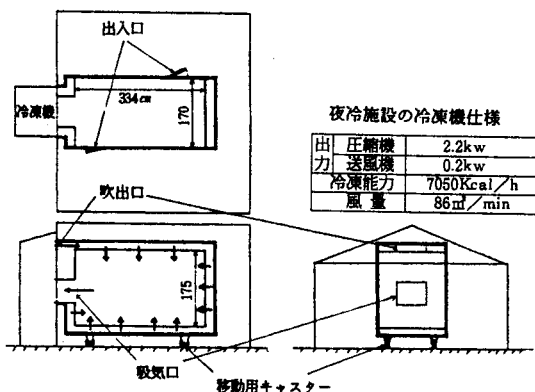 出入口
冷凍機
334㎝
170
夜冷施設の冷凍機仕様
出力 圧縮機 2.2kw
送風機 0.2kw
冷凍能力 7050Kcal/h
風量 86㎥/min
吹出口
175
吸気口
移動用キャスター